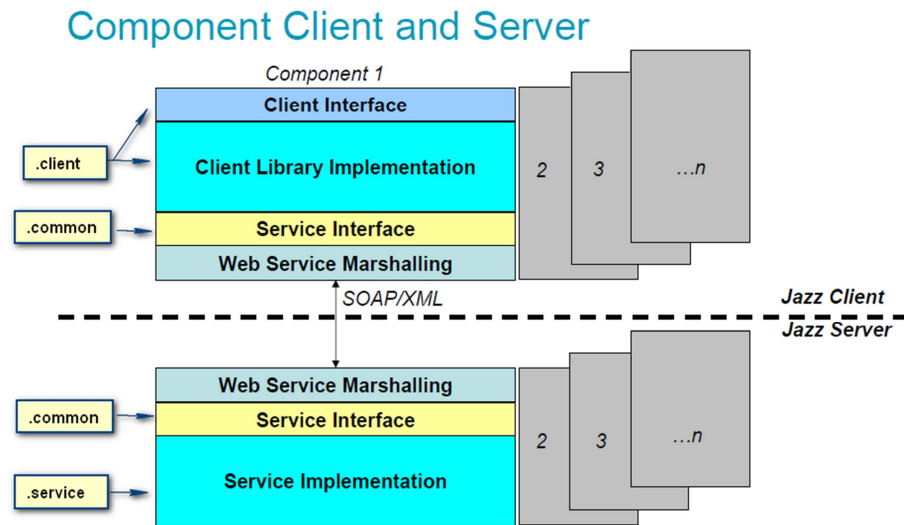 Component Client and Server
Component 1
Client Interface
.client
Client Library Implementation
2
3
...n
.common
Service Interface
Web Service Marshalling
SOAP/XML
Jazz Client
Jazz Server
Web Service Marshalling
.common
Service Interface
2
3
...n
.service
Service Implementation